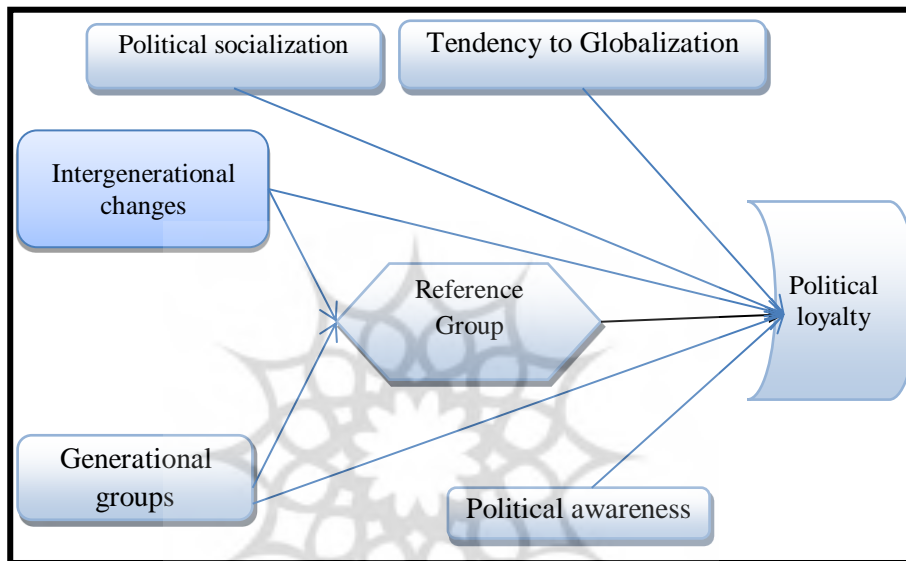 Political socialization
Tendency to Globalization
Intergenerational
changes
Reference
Group
Political
loyalty
Generational
groups
Political awareness